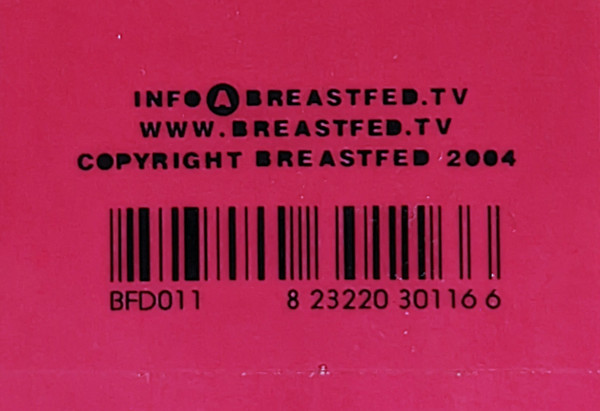 INFO@BREASTFED.TV
WWW.BREASTFED.TV
COPYRIGHT BREASTFED 2004
BFD011 8 23220 30116 6